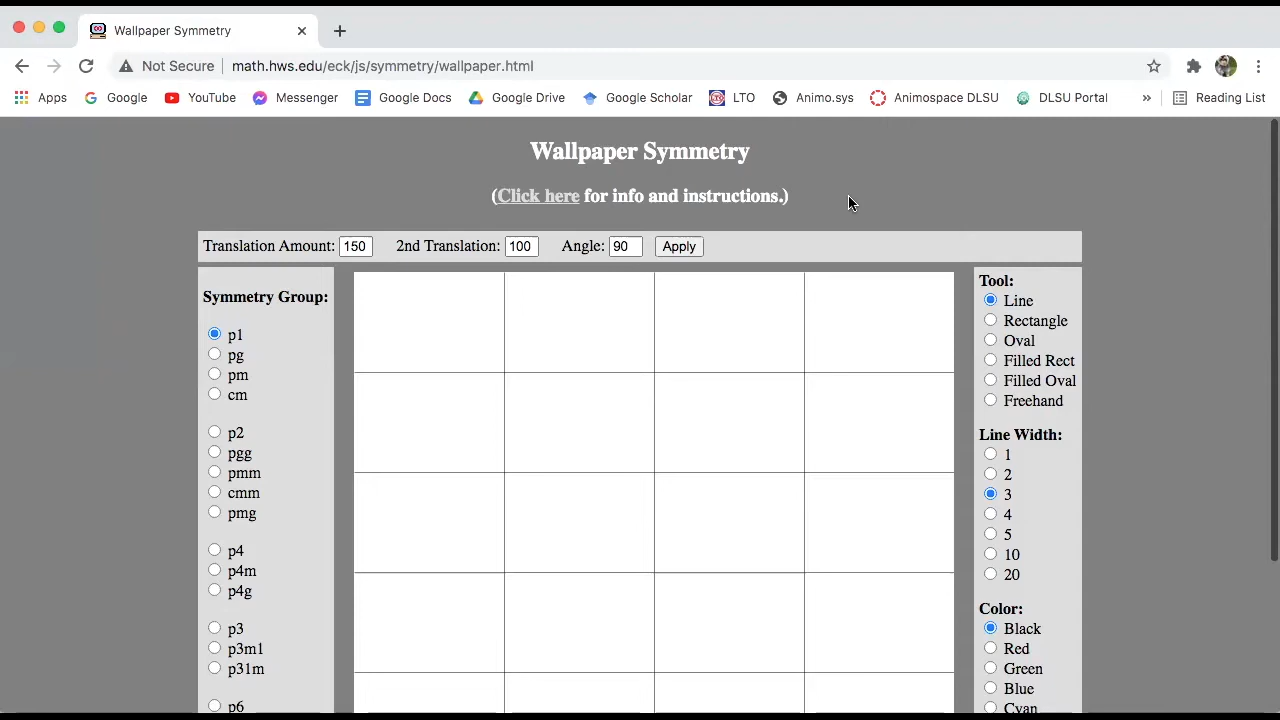 Wallpaper Symmetry
Not Secure math.hws.edu/eck/js/symmetry/wallpaper.html
Apps Google YouTube Messenger Google Docs Google Drive Google Scholar LTO Animo.sys Animospace DLSU DLSU Portal » Reading List
Wallpaper Symmetry
(Click here for info and instructions.)
Translation Amount: 150 2nd Translation: 100 Angle: 90 Apply
Symmetry Group:
p1
pg
pm
cm
p2
pgg
pmm
cmm
pmg
p4
p4m
p4g
p3
p3m1
p31m
p6
Tool:
Line
Rectangle
Oval
Filled Rect
Filled Oval
Freehand
Line Width:
1
2
3
4
5
10
20
Color:
Black
Red
Green
Blue
Cyan